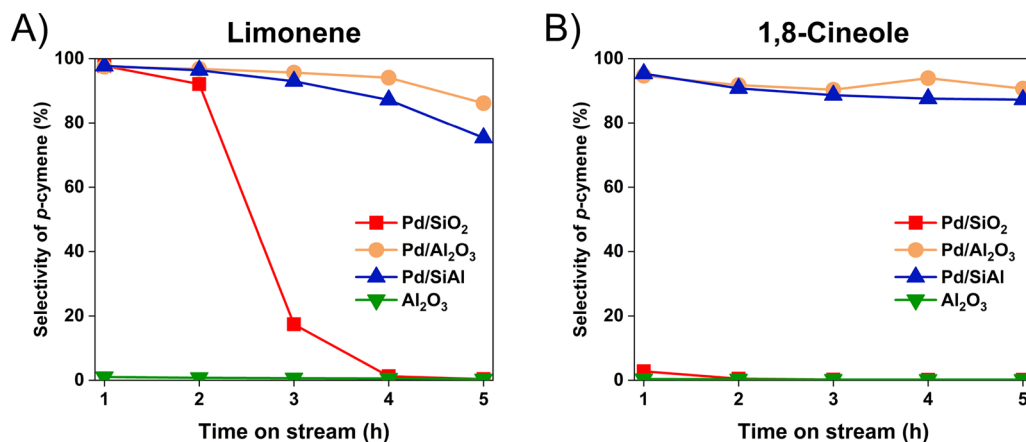 A) Limonene
Selectivity of p-cymene (%)
100
80
60
40
20
0
Pd/SiO₂
Pd/Al₂O₃
Pd/SiAl
Al₂O₃
1 2 3 4 5
Time on stream (h)
B) 1,8-Cineole
Selectivity of p-cymene (%)
100
80
60
40
20
0
Pd/SiO₂
Pd/Al₂O₃
Pd/SiAl
Al₂O₃
1 2 3 4 5
Time on stream (h)